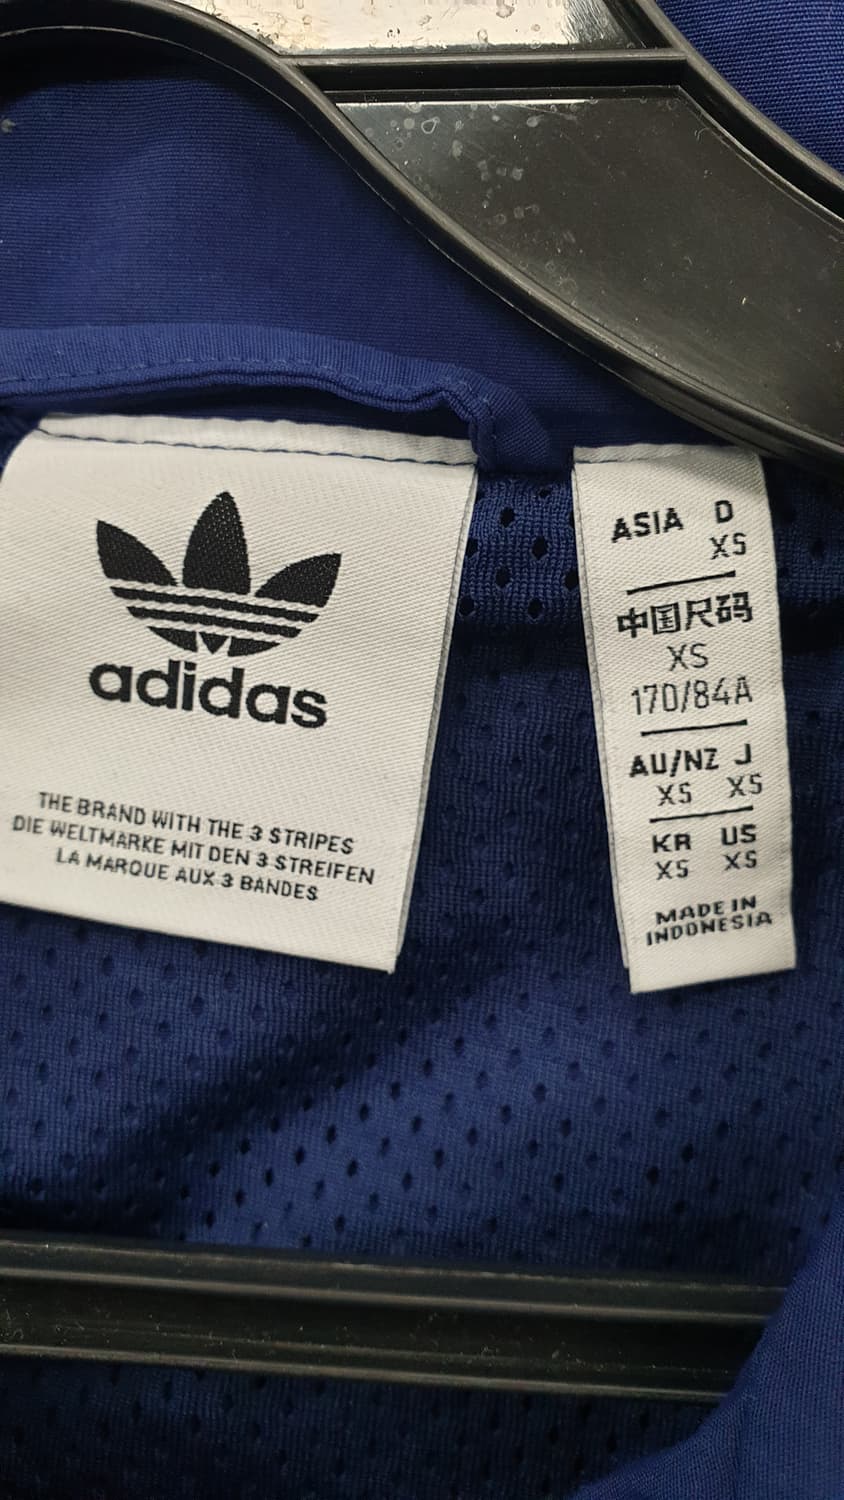 adidas
THE BRAND WITH THE 3 STRIPES
DIE WELTMARKE MIT DEN 3 STREIFEN
LA MARQUE AUX 3 BANDES
ASIA D
XS
中国尺码
XS
170/84A
AU/NZ J
XS XS
KR US
XS XS
MADE IN
INDONESIA